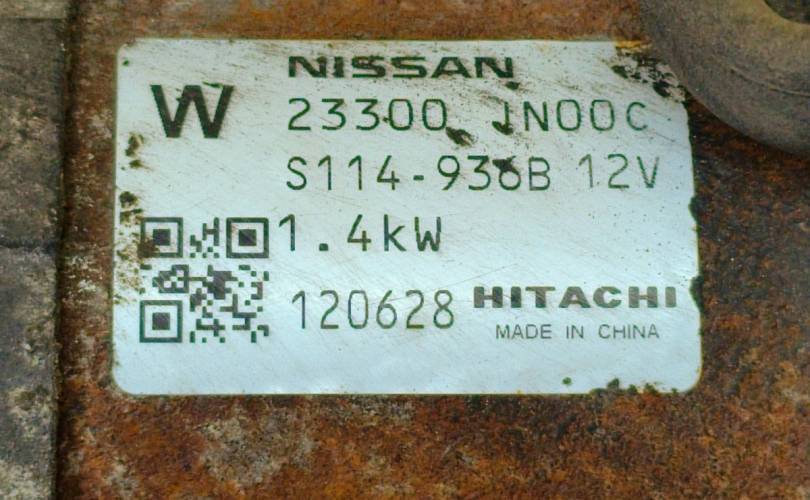 NISSAN
W
23300 JN00C
S114-936B 12V
1.4kW
120628 HITACHI
MADE IN CHINA